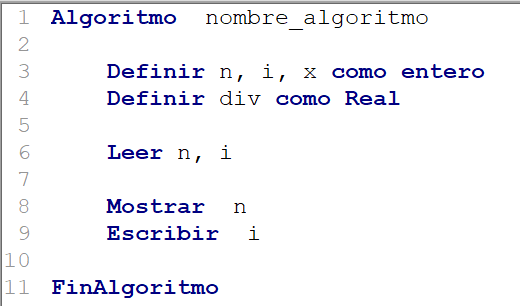 1 Algoritmo nombre_algoritmo
2
3 Definir n, i, x como entero
4 Definir div como Real
5
6 Leer n, i
7
8 Mostrar n
9 Escribir i
10
11 FinAlgoritmo